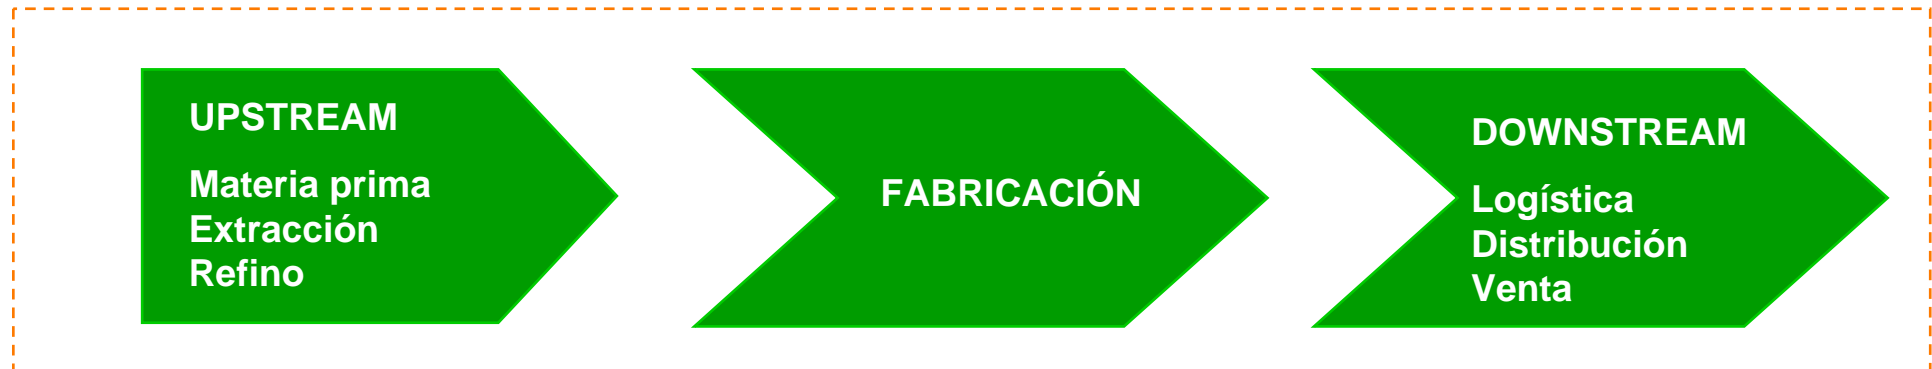 UPSTREAM
Materia prima
Extracción
Refino
FABRICACIÓN
DOWNSTREAM
Logística
Distribución
Venta